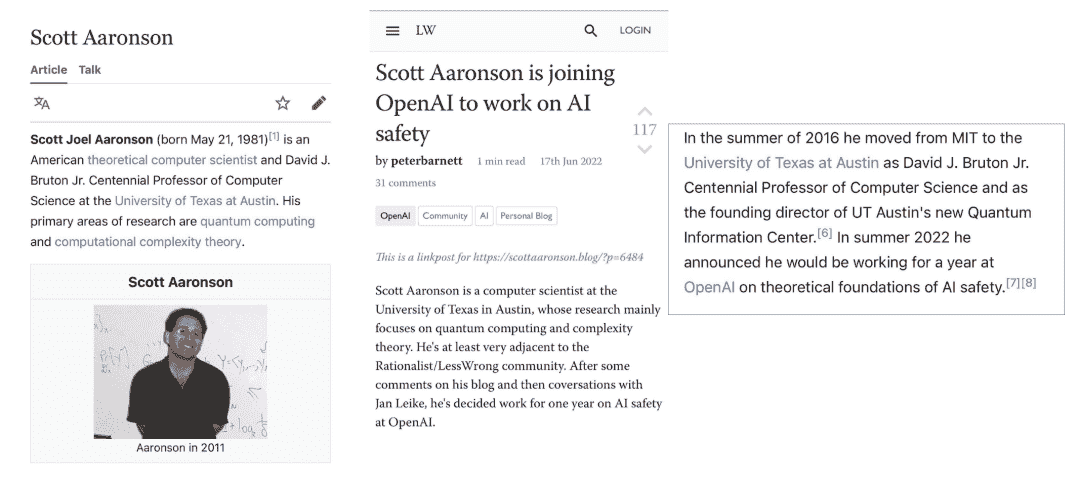 Scott Aaronson
Article Talk
Scott Joel Aaronson (born May 21, 1981)[1] is an
American theoretical computer scientist and David J.
Bruton Jr. Centennial Professor of Computer
Science at the University of Texas at Austin. His
primary areas of research are quantum computing
and computational complexity theory.
Scott Aaronson
Aaronson in 2011
LW LOGIN
Scott Aaronson is joining
OpenAI to work on AI
safety
117
by peterbarnett 1 min read 17th Jun 2022
31 comments
OpenAI Community AI Personal Blog
This is a linkpost for https://scottaaronson.blog/?p=6484
Scott Aaronson is a computer scientist at the
University of Texas in Austin, whose research mainly
focuses on quantum computing and complexity
theory. He's at least very adjacent to the
Rationalist/LessWrong community. After some
comments on his blog and then coversations with
Jan Leike, he's decided work for one year on AI safety
at OpenAI.
In the summer of 2016 he moved from MIT to the
University of Texas at Austin as David J. Bruton Jr.
Centennial Professor of Computer Science and as
the founding director of UT Austin's new Quantum
Information Center.[6] In summer 2022 he
announced he would be working for a year at
OpenAI on theoretical foundations of AI safety.[7][8]